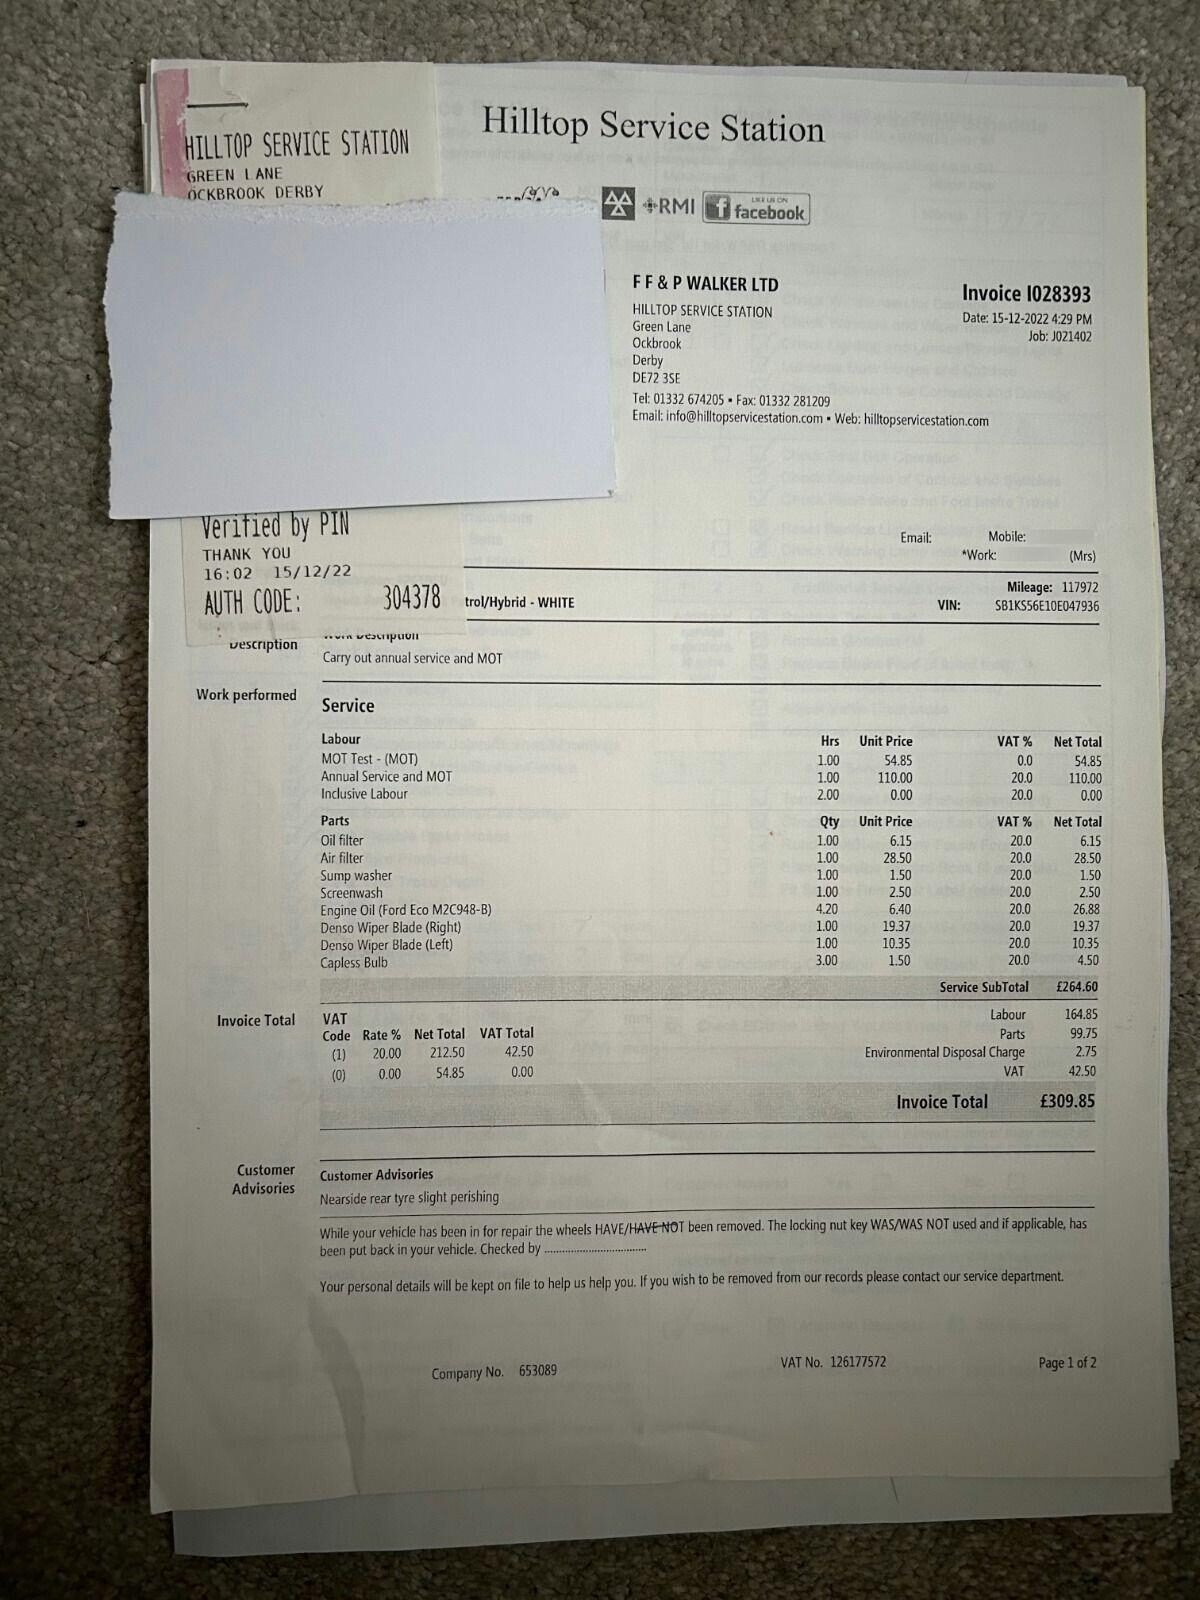 HILLTOP SERVICE STATION
GREEN LANE
OCKBROOK DERBY
Hilltop Service Station
RMI
LIKE US ON
facebook
F F & P WALKER LTD
HILLTOP SERVICE STATION
Green Lane
Ockbrook
Derby
DE72 3SE
Tel: 01332 674205 • Fax: 01332 281209
Email: info@hilltopservicestation.com • Web: hilltopservicestation.com
Invoice I028393
Date: 15-12-2022 4:29 PM
Job: J021402
Verified by PIN
THANK YOU
16:02 15/12/22
AUTH CODE: 304378
Email: Mobile:
*Work: (Mrs)
Mileage: 117972
trol/Hybrid - WHITE VIN: SB1KS56E10E047936
Description Work Description
Carry out annual service and MOT
Work performed
Service
Labour Hrs Unit Price VAT % Net Total
MOT Test - (MOT) 1.00 54.85 0.0 54.85
Annual Service and MOT 1.00 110.00 20.0 110.00
Inclusive Labour 2.00 0.00 20.0 0.00
Parts Qty Unit Price VAT % Net Total
Oil filter 1.00 6.15 20.0 6.15
Air filter 1.00 28.50 20.0 28.50
Sump washer 1.00 1.50 20.0 1.50
Screenwash 1.00 2.50 20.0 2.50
Engine Oil (Ford Eco M2C948-B) 4.20 6.40 20.0 26.88
Denso Wiper Blade (Right) 1.00 19.37 20.0 19.37
Denso Wiper Blade (Left) 1.00 10.35 20.0 10.35
Capless Bulb 3.00 1.50 20.0 4.50
Service SubTotal £264.60
Invoice Total
VAT
Code Rate % Net Total VAT Total
(1) 20.00 212.50 42.50
(0) 0.00 54.85 0.00
Labour 164.85
Parts 99.75
Environmental Disposal Charge 2.75
VAT 42.50
Invoice Total £309.85
Customer
Advisories
Customer Advisories
Nearside rear tyre slight perishing
While your vehicle has been in for repair the wheels HAVE/HAVE NOT been removed. The locking nut key WAS/WAS NOT used and if applicable, has
been put back in your vehicle. Checked by ..................................
Your personal details will be kept on file to help us help you. If you wish to be removed from our records please contact our service department.
Company No. 653089
VAT No. 126177572
Page 1 of 2